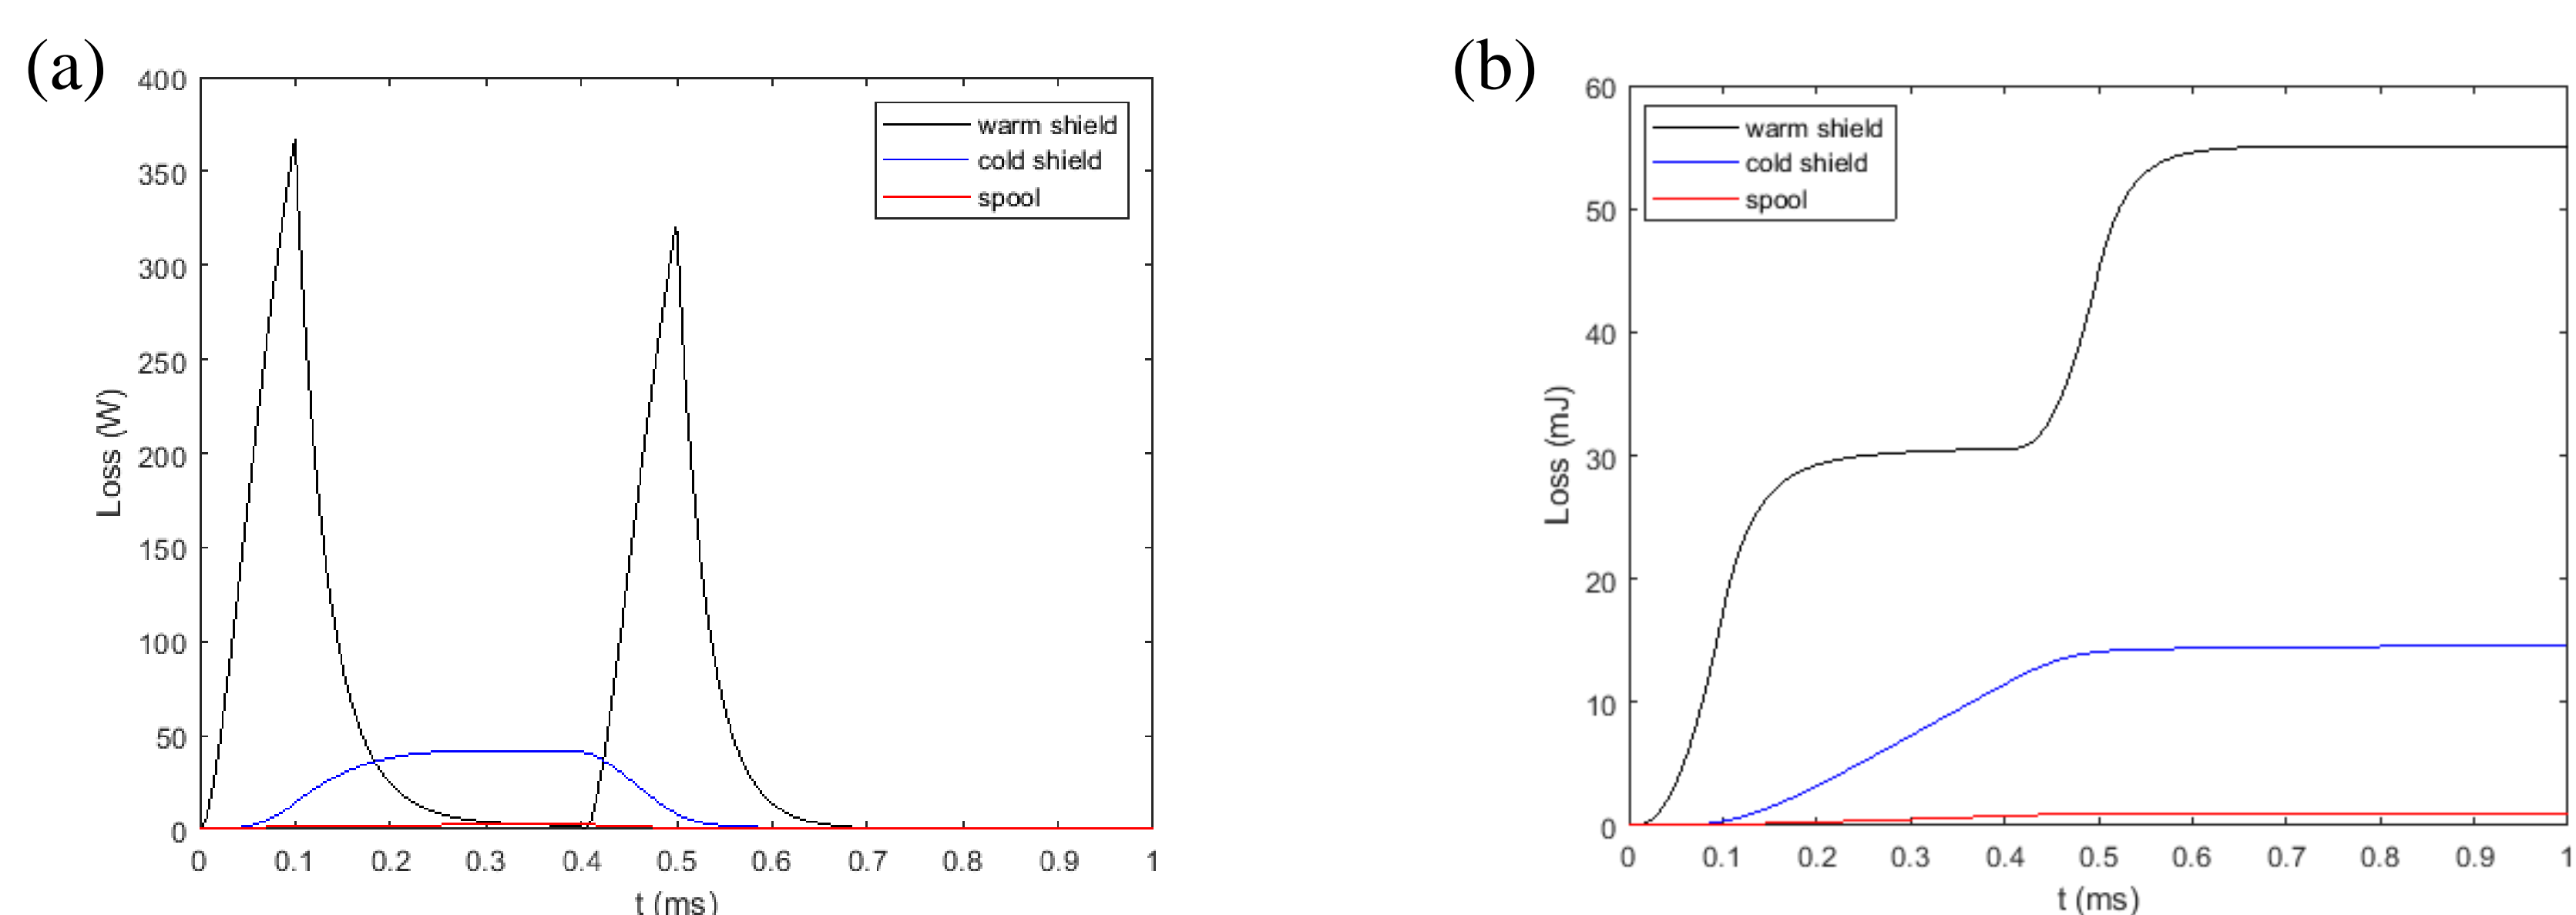 (a)
400
350
300
250
200
150
100
50
0
Loss (W)
warm shield
cold shield
spool
0 0.1 0.2 0.3 0.4 0.5 0.6 0.7 0.8 0.9 1
t (ms)
(b)
60
50
40
30
20
10
0
Loss (mJ)
warm shield
cold shield
spool
0 0.1 0.2 0.3 0.4 0.5 0.6 0.7 0.8 0.9 1
t (ms)